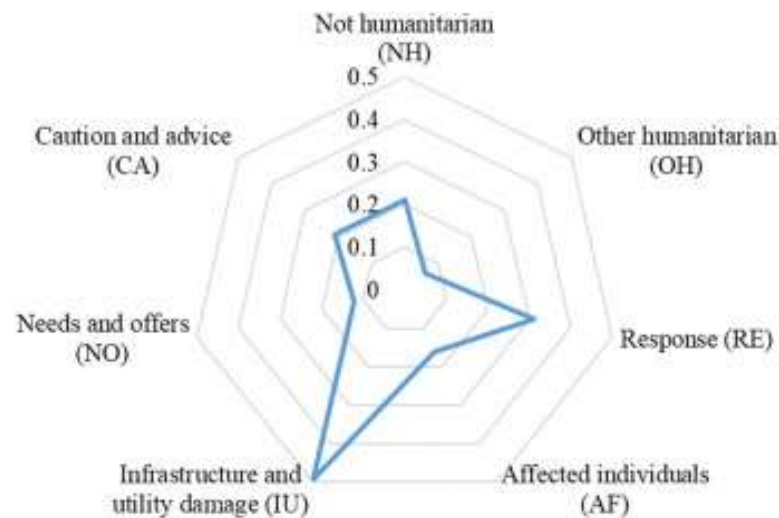 Not humanitarian
(NH)
0.5
Caution and advice
(CA)
0.4
Other humanitarian
(OH)
0.3
0.2
0.1
0
Needs and offers
(NO)
Response (RE)
Infrastructure and
utility damage (IU)
Affected individuals
(AF)